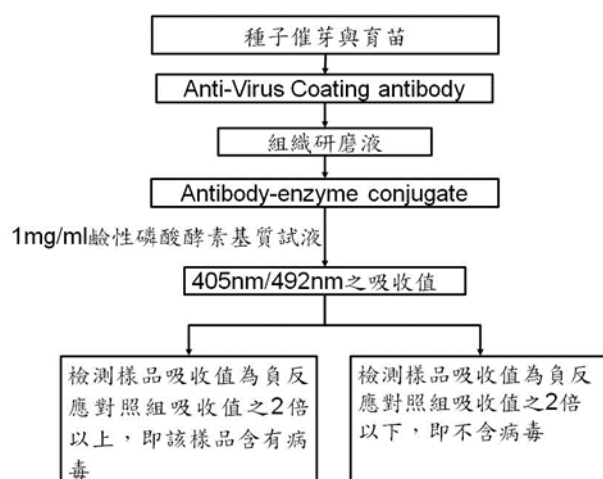 種子催芽與育苗
Anti-Virus Coating antibody
組織研磨液
Antibody-enzyme conjugate
1mg/ml鹼性磷酸酵素基質試液
405nm/492nm之吸收值
檢測樣品吸收值為負反
應對照組吸收值之2倍
以上，即該樣品含有病
毒
檢測樣品吸收值為負反
應對照組吸收值之2倍
以下，即不含病毒